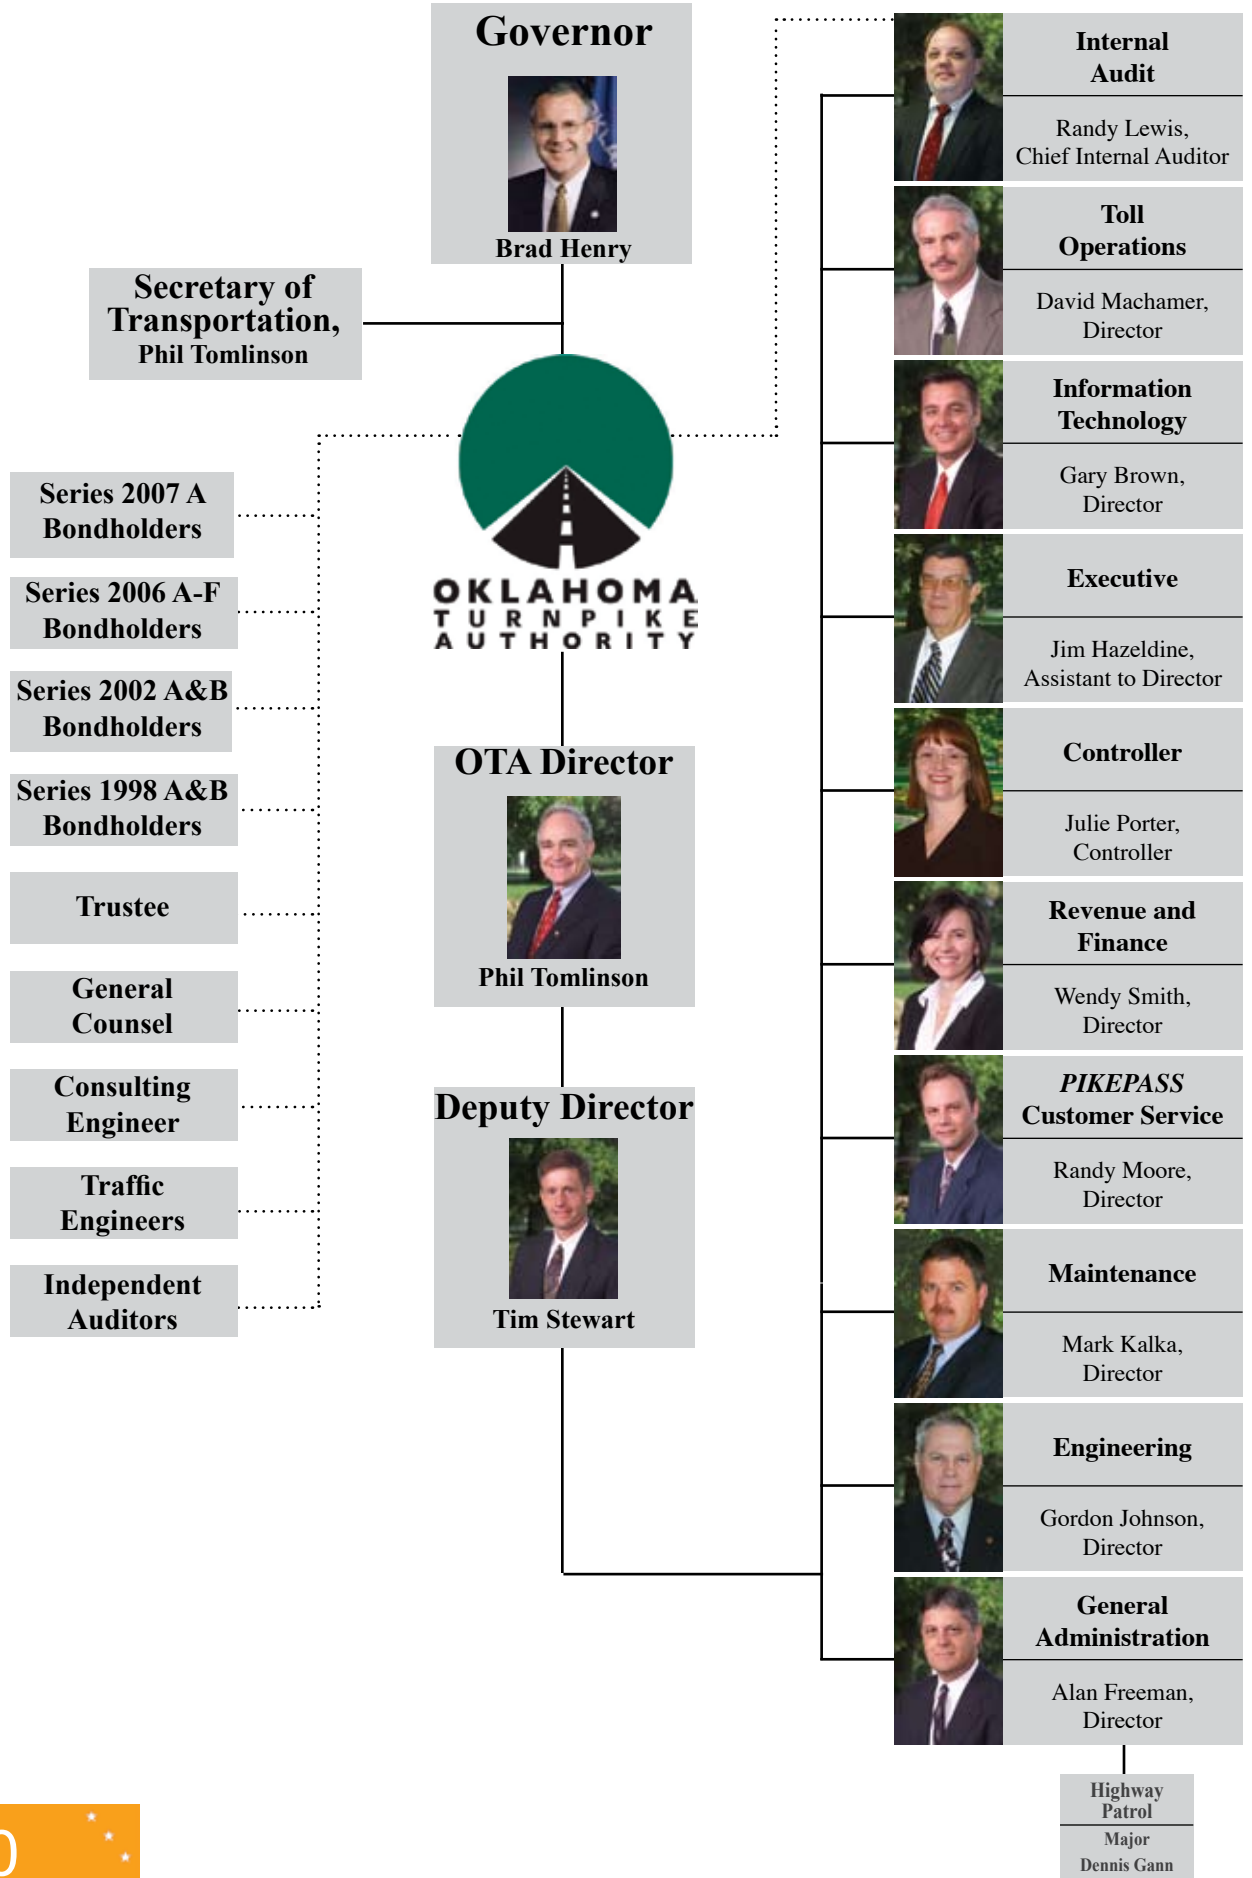 Governor
Brad Henry
Secretary of
Transportation,
Phil Tomlinson
OKLAHOMA
TURNPIKE
AUTHORITY
Series 2007 A
Bondholders
Series 2006 A-F
Bondholders
Series 2002 A&B
Bondholders
Series 1998 A&B
Bondholders
Trustee
General
Counsel
Consulting
Engineer
Traffic
Engineers
Independent
Auditors
OTA Director
Phil Tomlinson
Deputy Director
Tim Stewart
Internal
Audit
Randy Lewis,
Chief Internal Auditor
Toll
Operations
David Machamer,
Director
Information
Technology
Gary Brown,
Director
Executive
Jim Hazeldine,
Assistant to Director
Controller
Julie Porter,
Controller
Revenue and
Finance
Wendy Smith,
Director
PIKEPASS
Customer Service
Randy Moore,
Director
Maintenance
Mark Kalka,
Director
Engineering
Gordon Johnson,
Director
General
Administration
Alan Freeman,
Director
Highway
Patrol
Major
Dennis Gann